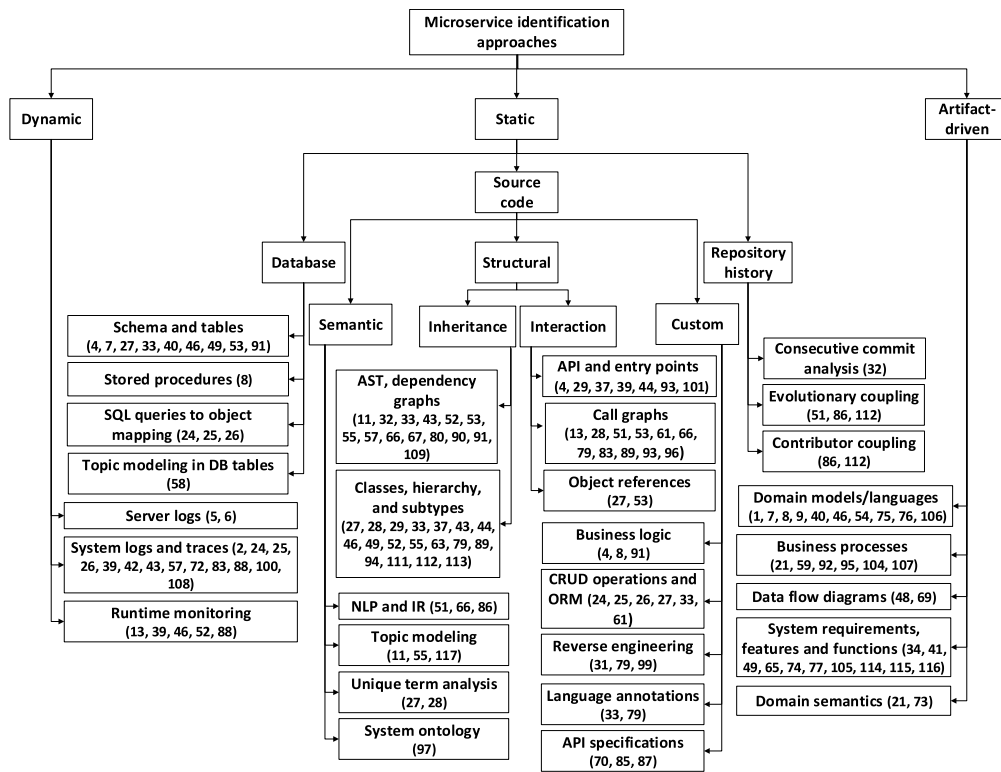 Microservice identification
approaches
Dynamic
Static
Artifact-
driven
Source
code
Database
Structural
Repository
history
Semantic
Inheritance
Interaction
Custom
Schema and tables
(4, 7, 27, 33, 40, 46, 49, 53, 91)
Stored procedures (8)
SQL queries to object
mapping (24, 25, 26)
Topic modeling in DB tables
(58)
Server logs (5, 6)
System logs and traces (2, 24, 25,
26, 39, 42, 43, 57, 72, 83, 88, 100,
108)
Runtime monitoring
(13, 39, 46, 52, 88)
AST, dependency
graphs
(11, 32, 33, 43, 52, 53,
55, 57, 66, 67, 80, 90, 91,
109)
Classes, hierarchy,
and subtypes
(27, 28, 29, 33, 37, 43, 44,
46, 49, 52, 55, 63, 79, 89,
94, 111, 112, 113)
NLP and IR (51, 66, 86)
Topic modeling
(11, 55, 117)
Unique term analysis
(27, 28)
System ontology
(97)
API and entry points
(4, 29, 37, 39, 44, 93, 101)
Call graphs
(13, 28, 51, 53, 61, 66,
79, 83, 89, 93, 96)
Object references
(27, 53)
Business logic
(4, 8, 91)
CRUD operations and
ORM (24, 25, 26, 27, 33,
61)
Reverse engineering
(31, 79, 99)
Language annotations
(33, 79)
API specifications
(70, 85, 87)
Consecutive commit
analysis (32)
Evolutionary coupling
(51, 86, 112)
Contributor coupling
(86, 112)
Domain models/languages
(1, 7, 8, 9, 40, 46, 54, 75, 76, 106)
Business processes
(21, 59, 92, 95, 104, 107)
Data flow diagrams (48, 69)
System requirements,
features and functions (34, 41,
49, 65, 74, 77, 105, 114, 115, 116)
Domain semantics (21, 73)